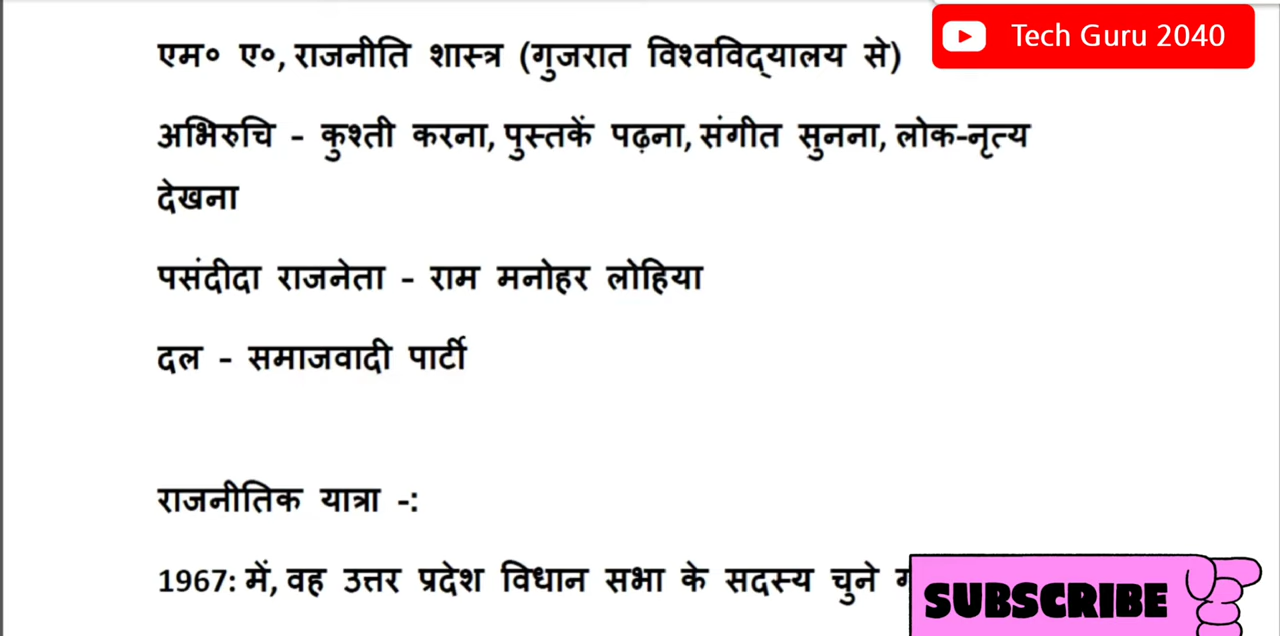 Tech Guru 2040
एम० ए०, राजनीति शास्त्र (गुजरात विश्वविद्यालय से)
अभिरुचि - कुश्ती करना, पुस्तकें पढ़ना, संगीत सुनना, लोक-नृत्य
देखना
पसंदीदा राजनेता - राम मनोहर लोहिया
दल - समाजवादी पार्टी
राजनीतिक यात्रा -:
1967: में, वह उत्तर प्रदेश विधान सभा के सदस्य चुने
SUBSCRIBE